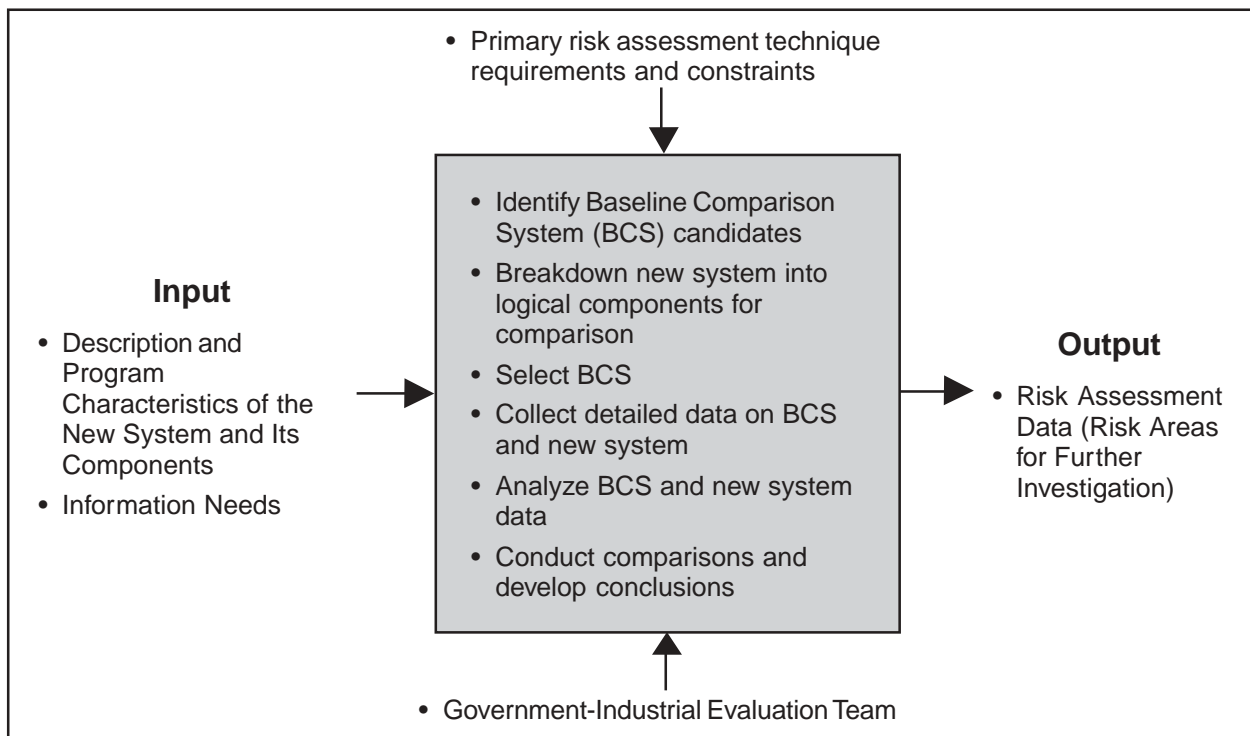 • Primary risk assessment technique
requirements and constraints
Input
• Description and
Program
Characteristics of the
New System and Its
Components
• Information Needs
• Identify Baseline Comparison
System (BCS) candidates
• Breakdown new system into
logical components for
comparison
• Select BCS
• Collect detailed data on BCS
and new system
• Analyze BCS and new system
data
• Conduct comparisons and
develop conclusions
Output
• Risk Assessment
Data (Risk Areas
for Further
Investigation)
• Government-Industrial Evaluation Team